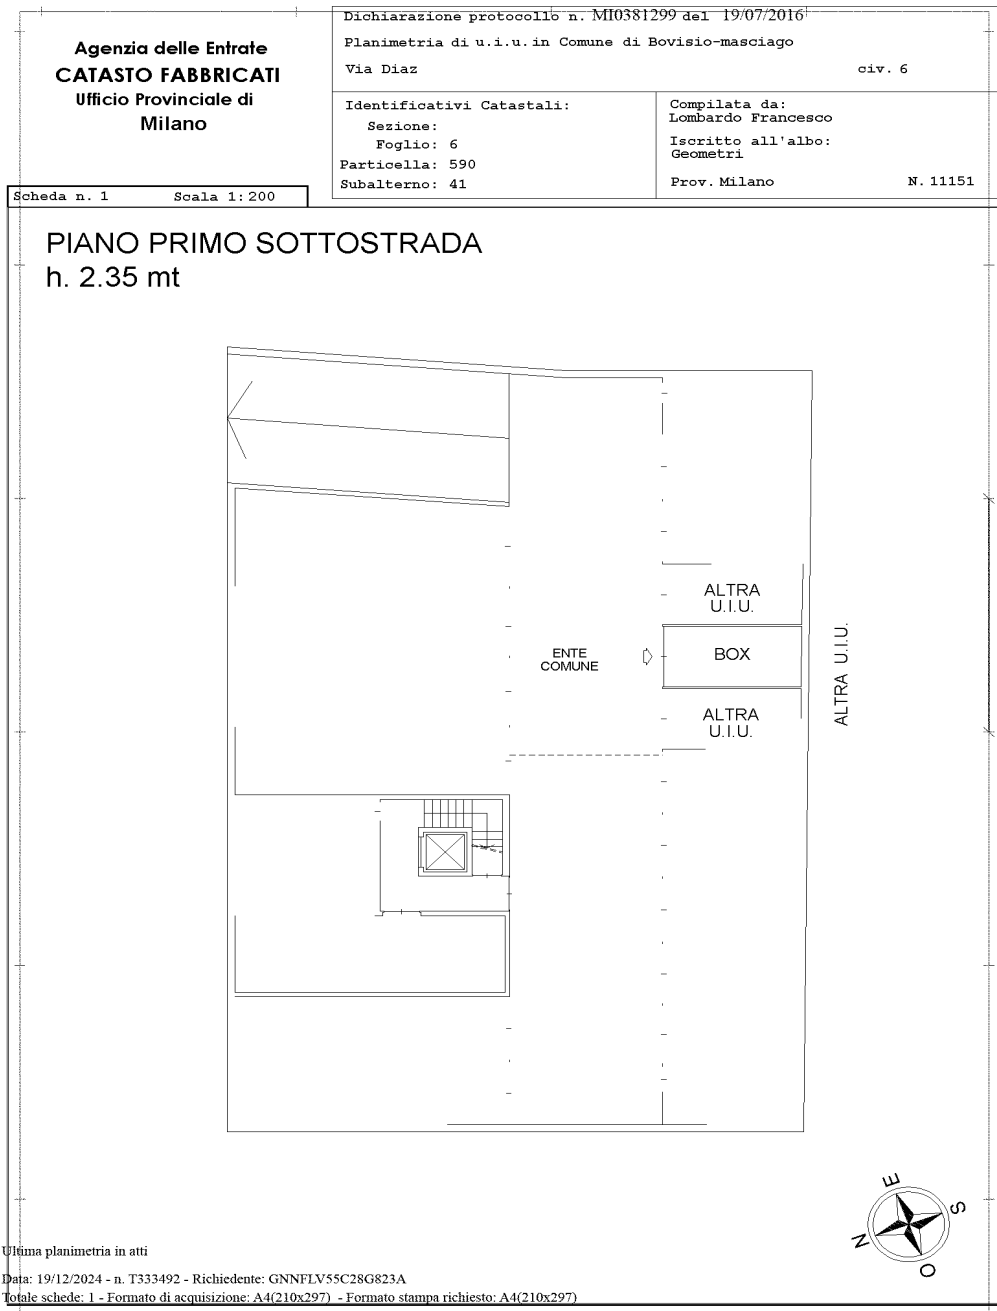 Agenzia delle Entrate
CATASTO FABBRICATI
Ufficio Provinciale di
Milano
Dichiarazione protocollo n. MI0381299 del 19/07/2016
Planimetria di u.i.u. in Comune di Bovisio-masciago
Via Diaz civ. 6
Identificativi Catastali:
Sezione:
Foglio: 6
Particella: 590
Subalterno: 41
Compilata da:
Lombardo Francesco
Iscritto all'albo:
Geometri
Prov. Milano N. 11151
Scheda n. 1 Scala 1:200
PIANO PRIMO SOTTOSTRADA
h. 2.35 mt
ALTRA
U.I.U.
ENTE
COMUNE
BOX
ALTRA
U.I.U.
ALTRA U.I.U.
E
S
N
O
Ultima planimetria in atti
Data: 19/12/2024 - n. T333492 - Richiedente: GNNFLV55C28G823A
Totale schede: 1 - Formato di acquisizione: A4(210x297) - Formato stampa richiesto: A4(210x297)